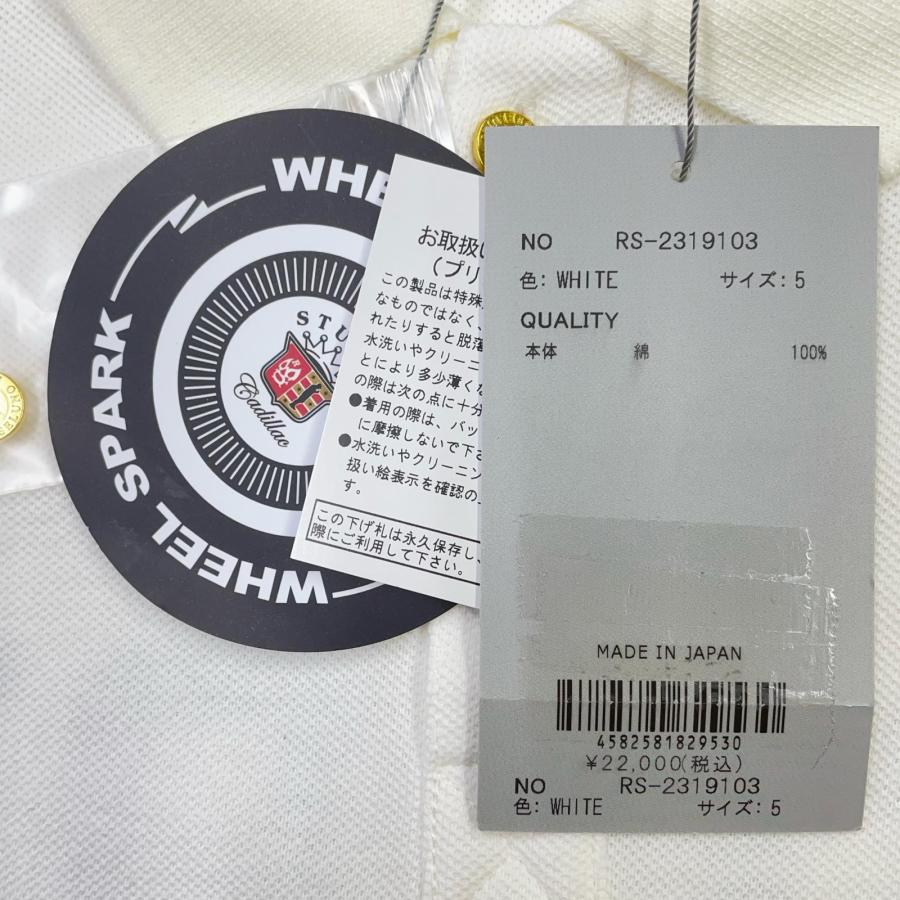 WHEEL SPARK
WHE
STU
Cadillac
お取扱い
（プリ
この製品は特殊
なものではなく、
れたりすると脱落
水洗いやクリーニン
とにより多少薄くな
の際は次の点に十分
●着用の際は、バッ
に摩擦しないで下さ
●水洗いやクリーニン
扱い絵表示を確認の上
す。
この下げ札は永久保存し、
際にご利用して下さい。
NO RS-2319103
色: WHITE サイズ: 5
QUALITY
本体 綿 100%
MADE IN JAPAN
4582581829530
¥22,000(税込)
NO RS-2319103
色: WHITE サイズ: 5